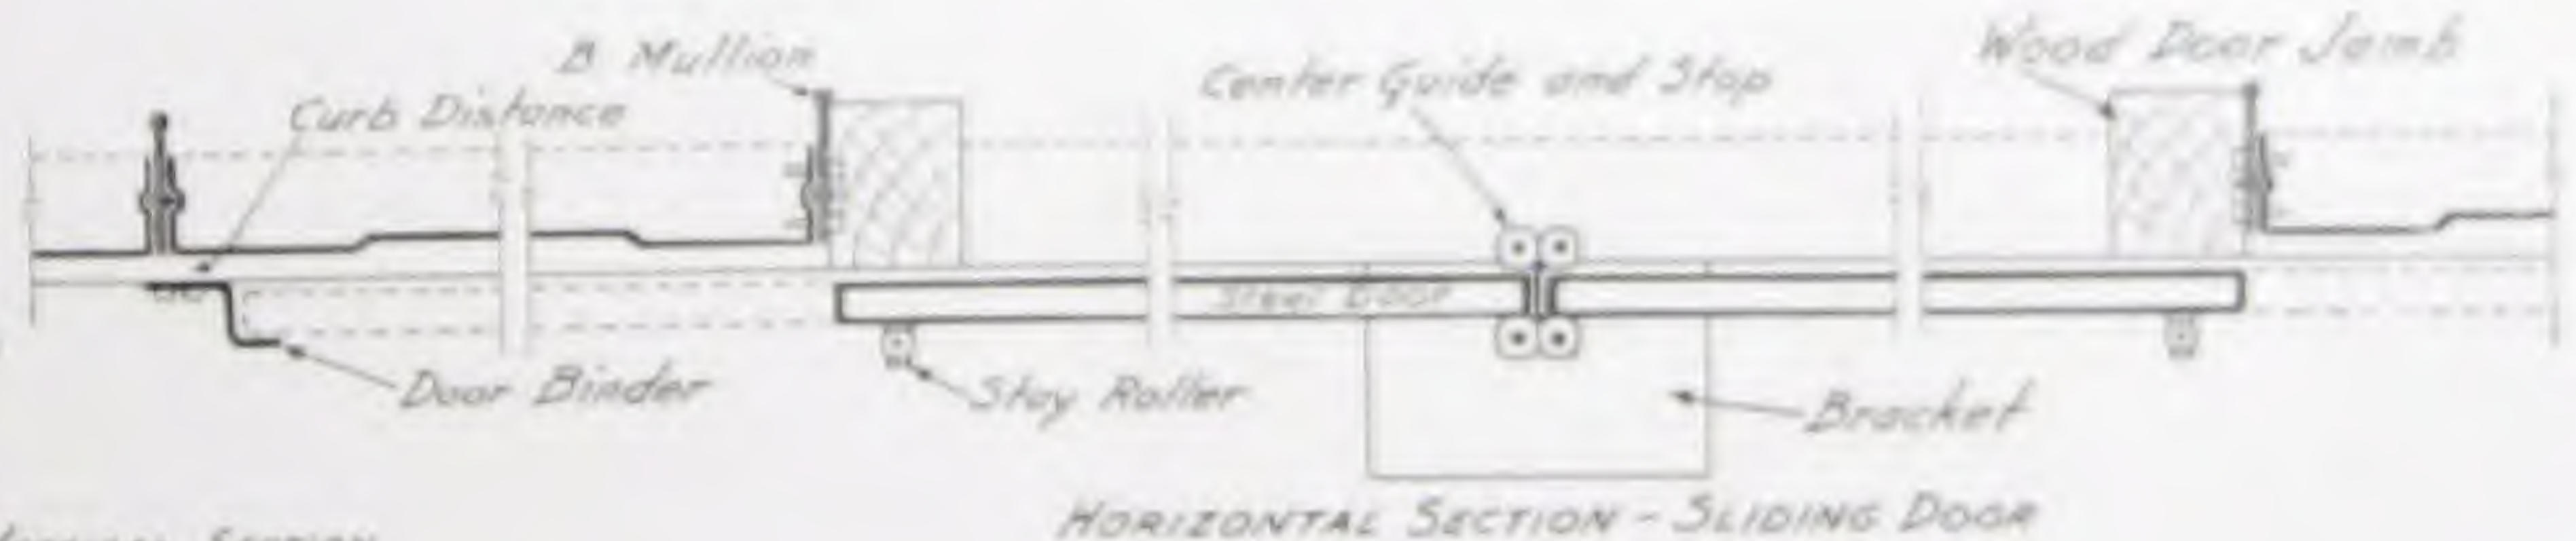 B Mullion
Wood Door Jamb
Center Guide and Stop
Curb Distance
Steel Door
Door Binder
Stay Roller
Bracket
HORIZONTAL SECTION - SLIDING DOOR
SECTION